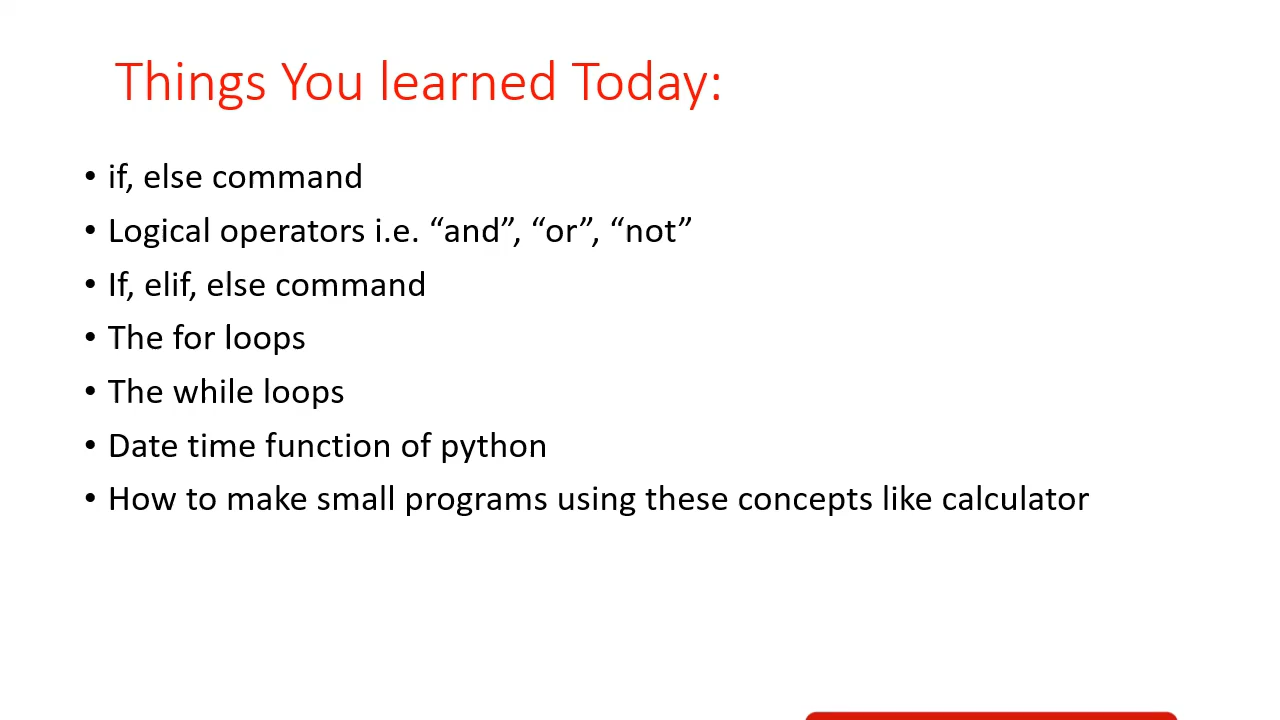 Things You learned Today:
• if, else command
• Logical operators i.e. “and”, “or”, “not”
• If, elif, else command
• The for loops
• The while loops
• Date time function of python
• How to make small programs using these concepts like calculator